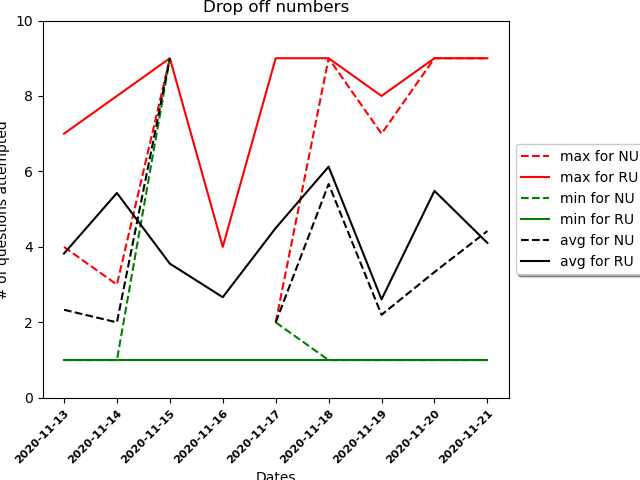 Drop off numbers
# of questions attempted
10
8
6
4
2
0
2020-11-13
2020-11-14
2020-11-15
2020-11-16
2020-11-17
2020-11-18
2020-11-19
2020-11-20
2020-11-21
Dates
max for NU
max for RU
min for NU
min for RU
avg for NU
avg for RU